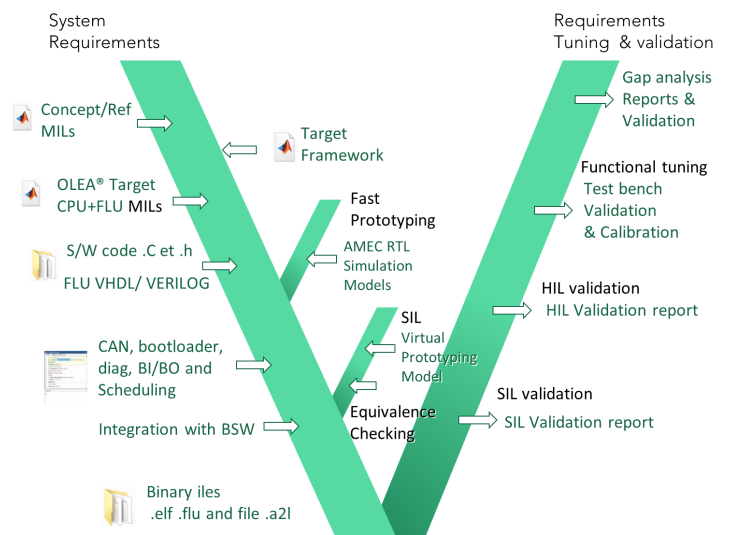 System
Requirements
Requirements
Tuning & validation
Concept/Ref
MILs
Target
Framework
OLEA® Target
CPU+FLU MILs
S/W code .C et .h
FLU VHDL/ VERILOG
CAN, bootloader,
diag, BI/BO and
Scheduling
Integration with BSW
Binary iles
.elf .flu and file .a2l
Fast
Prototyping
AMEC RTL
Simulation
Models
SIL
Virtual
Prototyping
Model
Equivalence
Checking
Gap analysis
Reports &
Validation
Functional tuning
Test bench
Validation
& Calibration
HIL validation
HIL Validation report
SIL validation
SIL Validation report